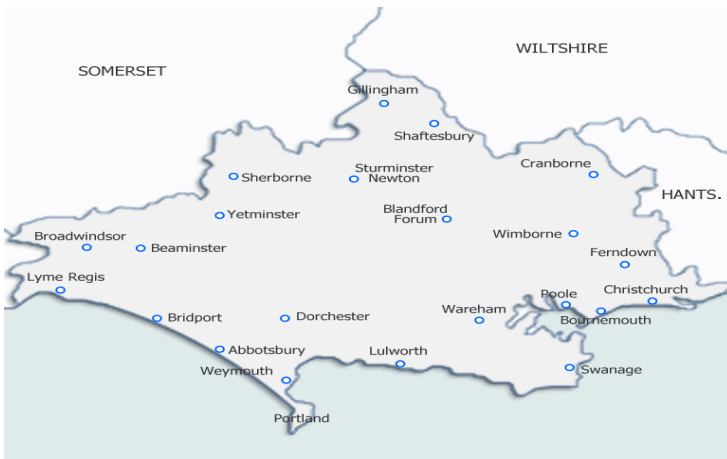 WILTSHIRE
SOMERSET
Gillingham
Shaftesbury
Cranborne
Sturminster
Newton
Sherborne
HANTS.
Blandford
Forum
Yetminster
Wimborne
Broadwindsor
Beaminster
Ferndown
Lyme Regis
Christchurch
Poole
Wareham
Bridport
Dorchester
Bournemouth
Abbotsbury
Lulworth
Weymouth
Swanage
Portland